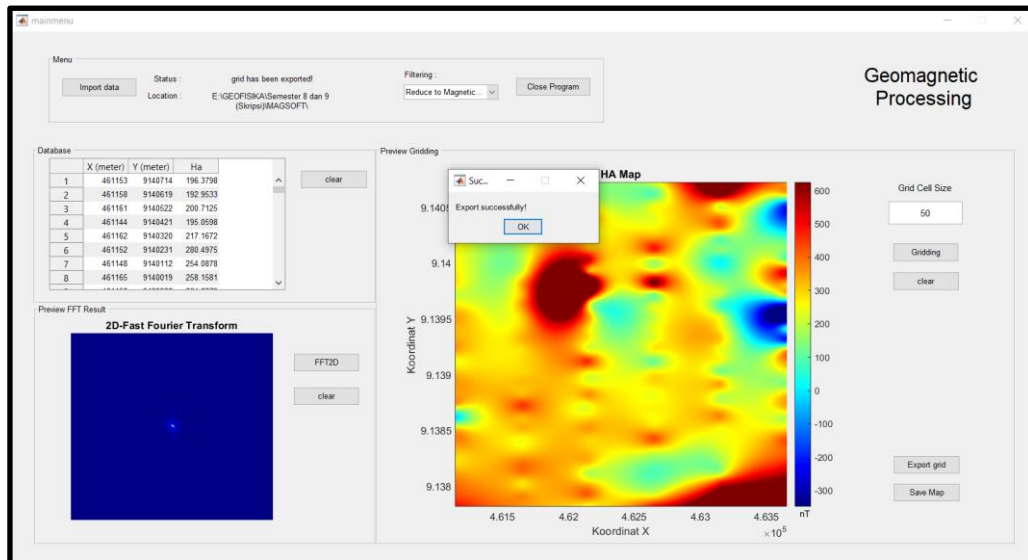 mainmenu
Menu
Import data
Status :
grid has been exported!
Location :
E:\GEOFISIKA\Semester 8 dan 9
(Skripsi)\MAGSOFT\
Filtering :
Reduce to Magnetic...
Close Program
Geomagnetic
Processing
Database
X (meter) Y (meter) Ha
1 461153 9140714 196.3798
2 461158 9140619 192.9533
3 461161 9140522 200.7125
4 461144 9140421 195.0598
5 461162 9140320 217.1672
6 461152 9140231 280.4975
7 461148 9140112 254.0878
8 461165 9140019 258.1581
clear
Preview FFT Result
2D-Fast Fourier Transform
FFT2D
clear
Preview Gridding
HA Map
Suc...
Export successfully!
OK
Koordinat Y
9.1405
9.14
9.1395
9.139
9.1385
9.138
4.615 4.62 4.625 4.63 4.635
×10⁵
Koordinat X
600
500
400
300
200
100
0
-100
-200
-300
nT
Grid Cell Size
50
Gridding
clear
Export grid
Save Map